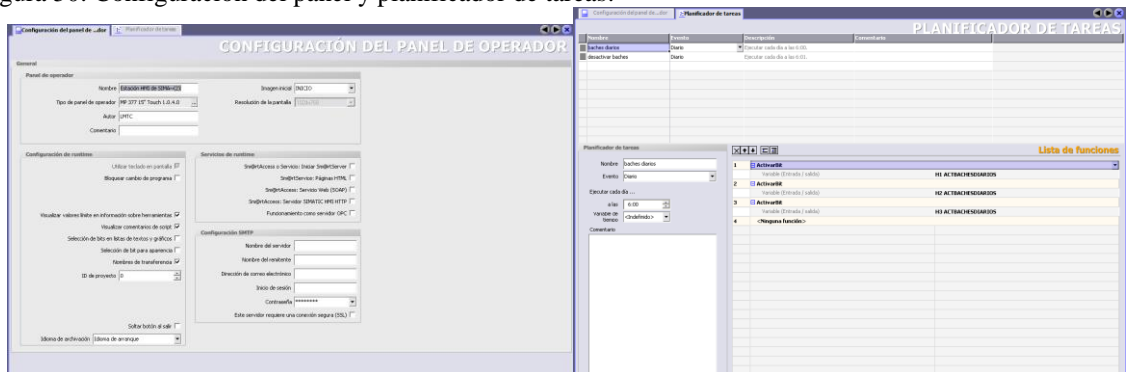 gura 30. Configuración del panel y planificador de tareas.
Configuración del panel de ...dor
Planificador de tareas
CONFIGURACIÓN DEL PANEL DE OPERADOR
General
Panel de operador
Nombre Estación HMI de SIMA-(C)
Imagen inicial INICIO
Tipo de panel de operador MP 377 15" Touch 1.0.4.0
Resolución de la pantalla
Autor UMTC
Comentario
Configuración de runtime
Utilizar teclado en pantalla
Bloquear cambio de programa
Visualizar valores límite en información sobre herramientas
Visualizar comentarios de script
Selección de bits en listas de textos y gráficos
Selección de bit para apariencia
Nombres de transferencia
ID de proyecto 0
Soltar botón al salir
Idioma de archivación Idioma de arranque
Servicios de runtime
Sm@rtAccess o Servicio: Iniciar Sm@rtServer
Sm@rtService: Páginas HTML
Sm@rtAccess: Servicio Web (SOAP)
Sm@rtAccess: Servidor SIMATIC HMI HTTP
Funcionamiento como servidor OPC
Configuración SMTP
Nombre del servidor
Nombre del remitente
Dirección de correo electrónico
Inicio de sesión
Contraseña ********
Este servidor requiere una conexión segura (SSL)
Configuración del panel de ...dor
Planificador de tareas
PLANIFICADOR DE TAREAS
Nombre Evento Descripción Comentario
baches diarios Diario Ejecutar cada día a las 6:00.
desactivar baches Diario Ejecutar cada día a las 6:01.
Planificador de tareas
Nombre baches diarios
Evento Diario
Ejecutar cada día ...
a las 6:00
Variable de tiempo <Indefinido>
Comentario
Lista de funciones
1 ActivarBit
Variable (Entrada / salida) H1 ACTBACHESDIARIOS
2 ActivarBit
Variable (Entrada / salida) H2 ACTBACHESDIARIOS
3 ActivarBit
Variable (Entrada / salida) H3 ACTBACHESDIARIOS
4 <Ninguna función>